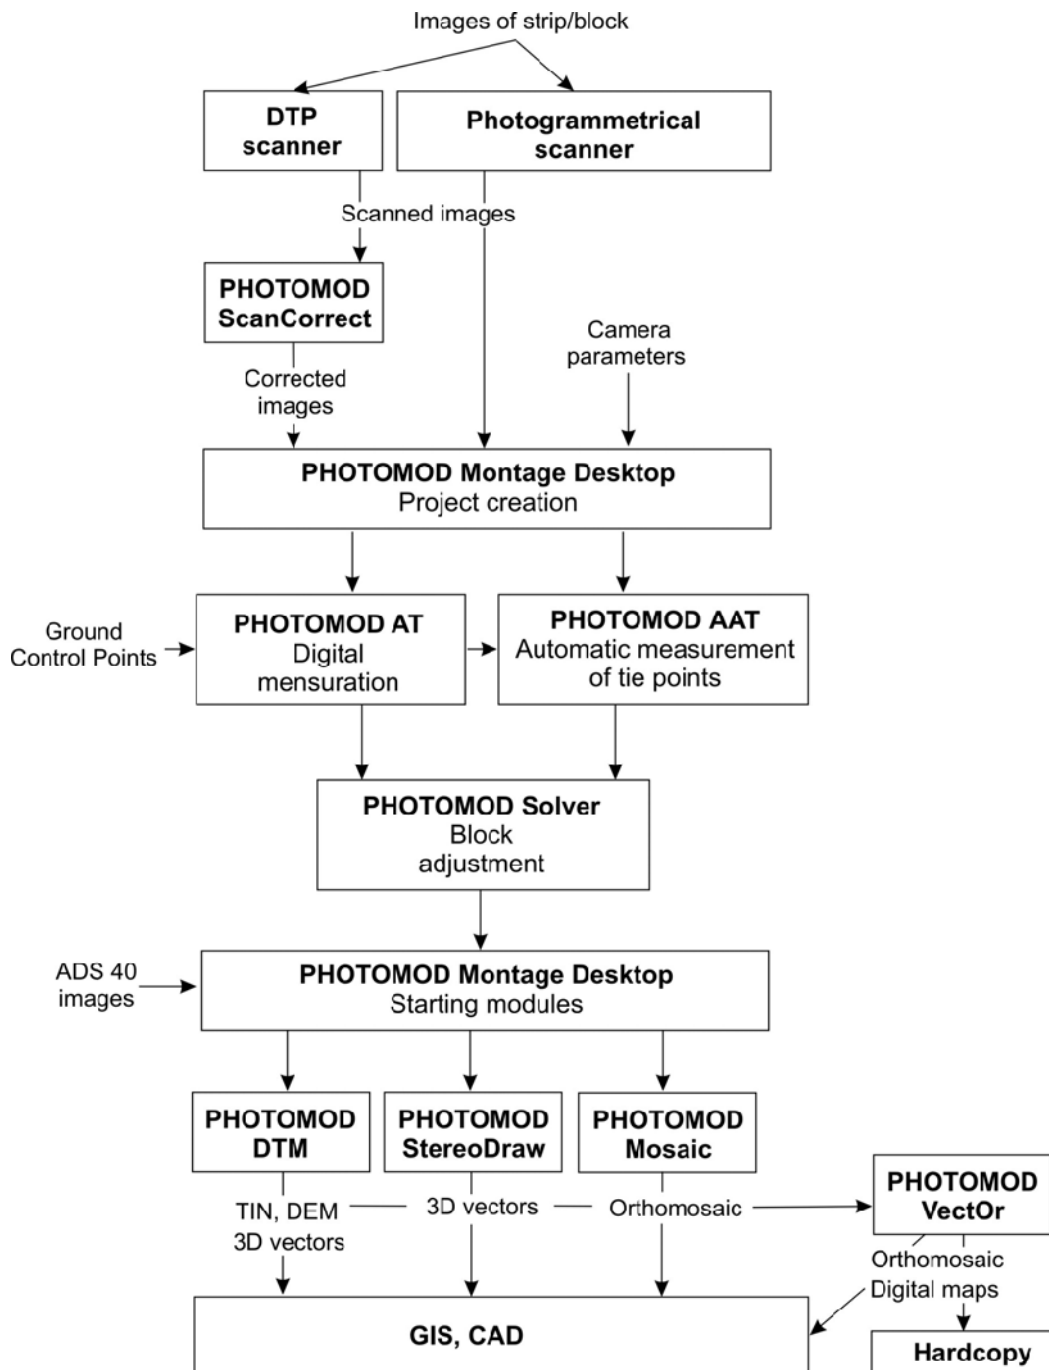 Images of strip/block
DTP
scanner
Photogrammetrical
scanner
Scanned images
PHOTOMOD
ScanCorrect
Camera
parameters
Corrected
images
PHOTOMOD Montage Desktop
Project creation
Ground
Control Points
PHOTOMOD AT
Digital
mensuration
PHOTOMOD AAT
Automatic measurement
of tie points
PHOTOMOD Solver
Block
adjustment
ADS 40
images
PHOTOMOD Montage Desktop
Starting modules
PHOTOMOD
DTM
PHOTOMOD
StereoDraw
PHOTOMOD
Mosaic
PHOTOMOD
VectOr
TIN, DEM
3D vectors
3D vectors
Orthomosaic
Orthomosaic
Digital maps
GIS, CAD
Hardcopy